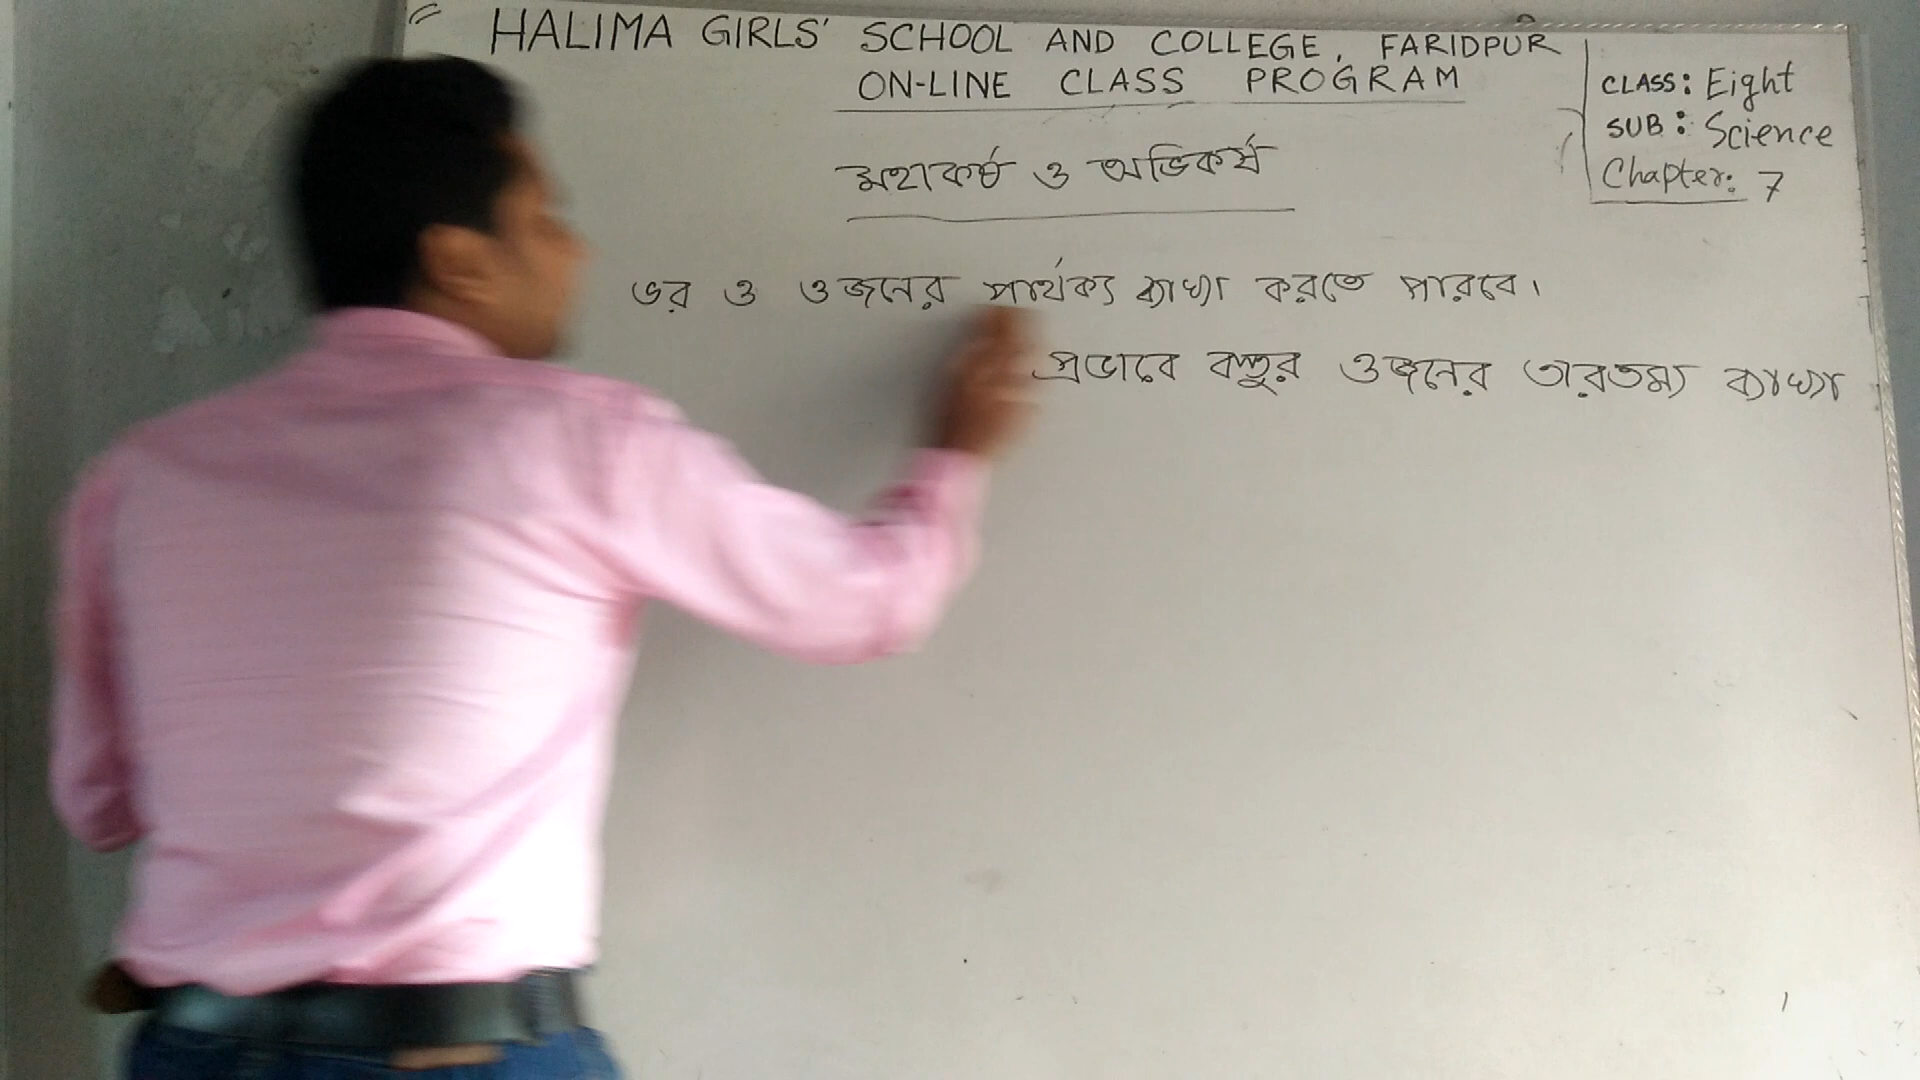 HALIMA GIRLS' SCHOOL AND COLLEGE, FARIDPUR
ON-LINE CLASS PROGRAM
CLASS: Eight
SUB: Science
Chapter: 7
মহাকর্ষ ও অভিকর্ষ
ভর ও ওজনের পার্থক্য ব্যাখ্যা করতে পারবে।
প্রভাবে বস্তুর ওজনের তারতম্য ব্যাখ্যা